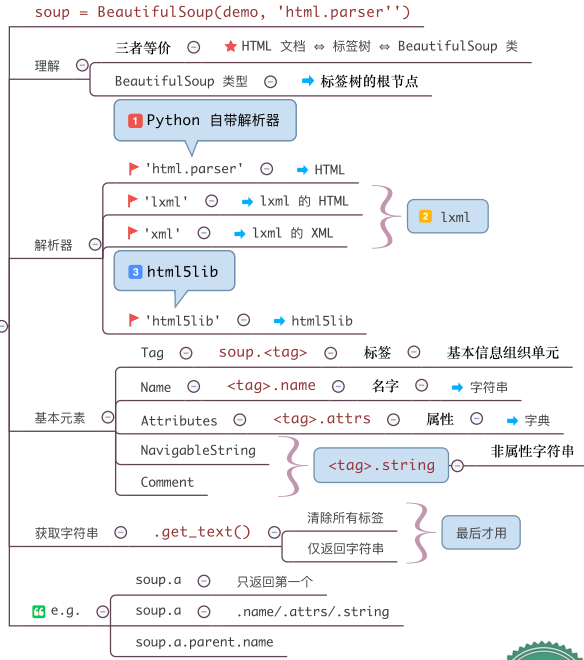 soup = BeautifulSoup(demo, 'html.parser'')
理解
三者等价 HTML 文档 ⇔ 标签树 ⇔ BeautifulSoup 类
BeautifulSoup 类型 标签树的根节点
1 Python 自带解析器
解析器
'html.parser' HTML
'lxml' lxml 的 HTML
'xml' lxml 的 XML
2 lxml
3 html5lib
'html5lib' html5lib
基本元素
Tag soup.<tag> 标签 基本信息组织单元
Name <tag>.name 名字 字符串
Attributes <tag>.attrs 属性 字典
NavigableString
Comment
<tag>.string 非属性字符串
获取字符串 .get_text()
清除所有标签
仅返回字符串
最后才用
e.g.
soup.a 只返回第一个
soup.a .name/.attrs/.string
soup.a.parent.name